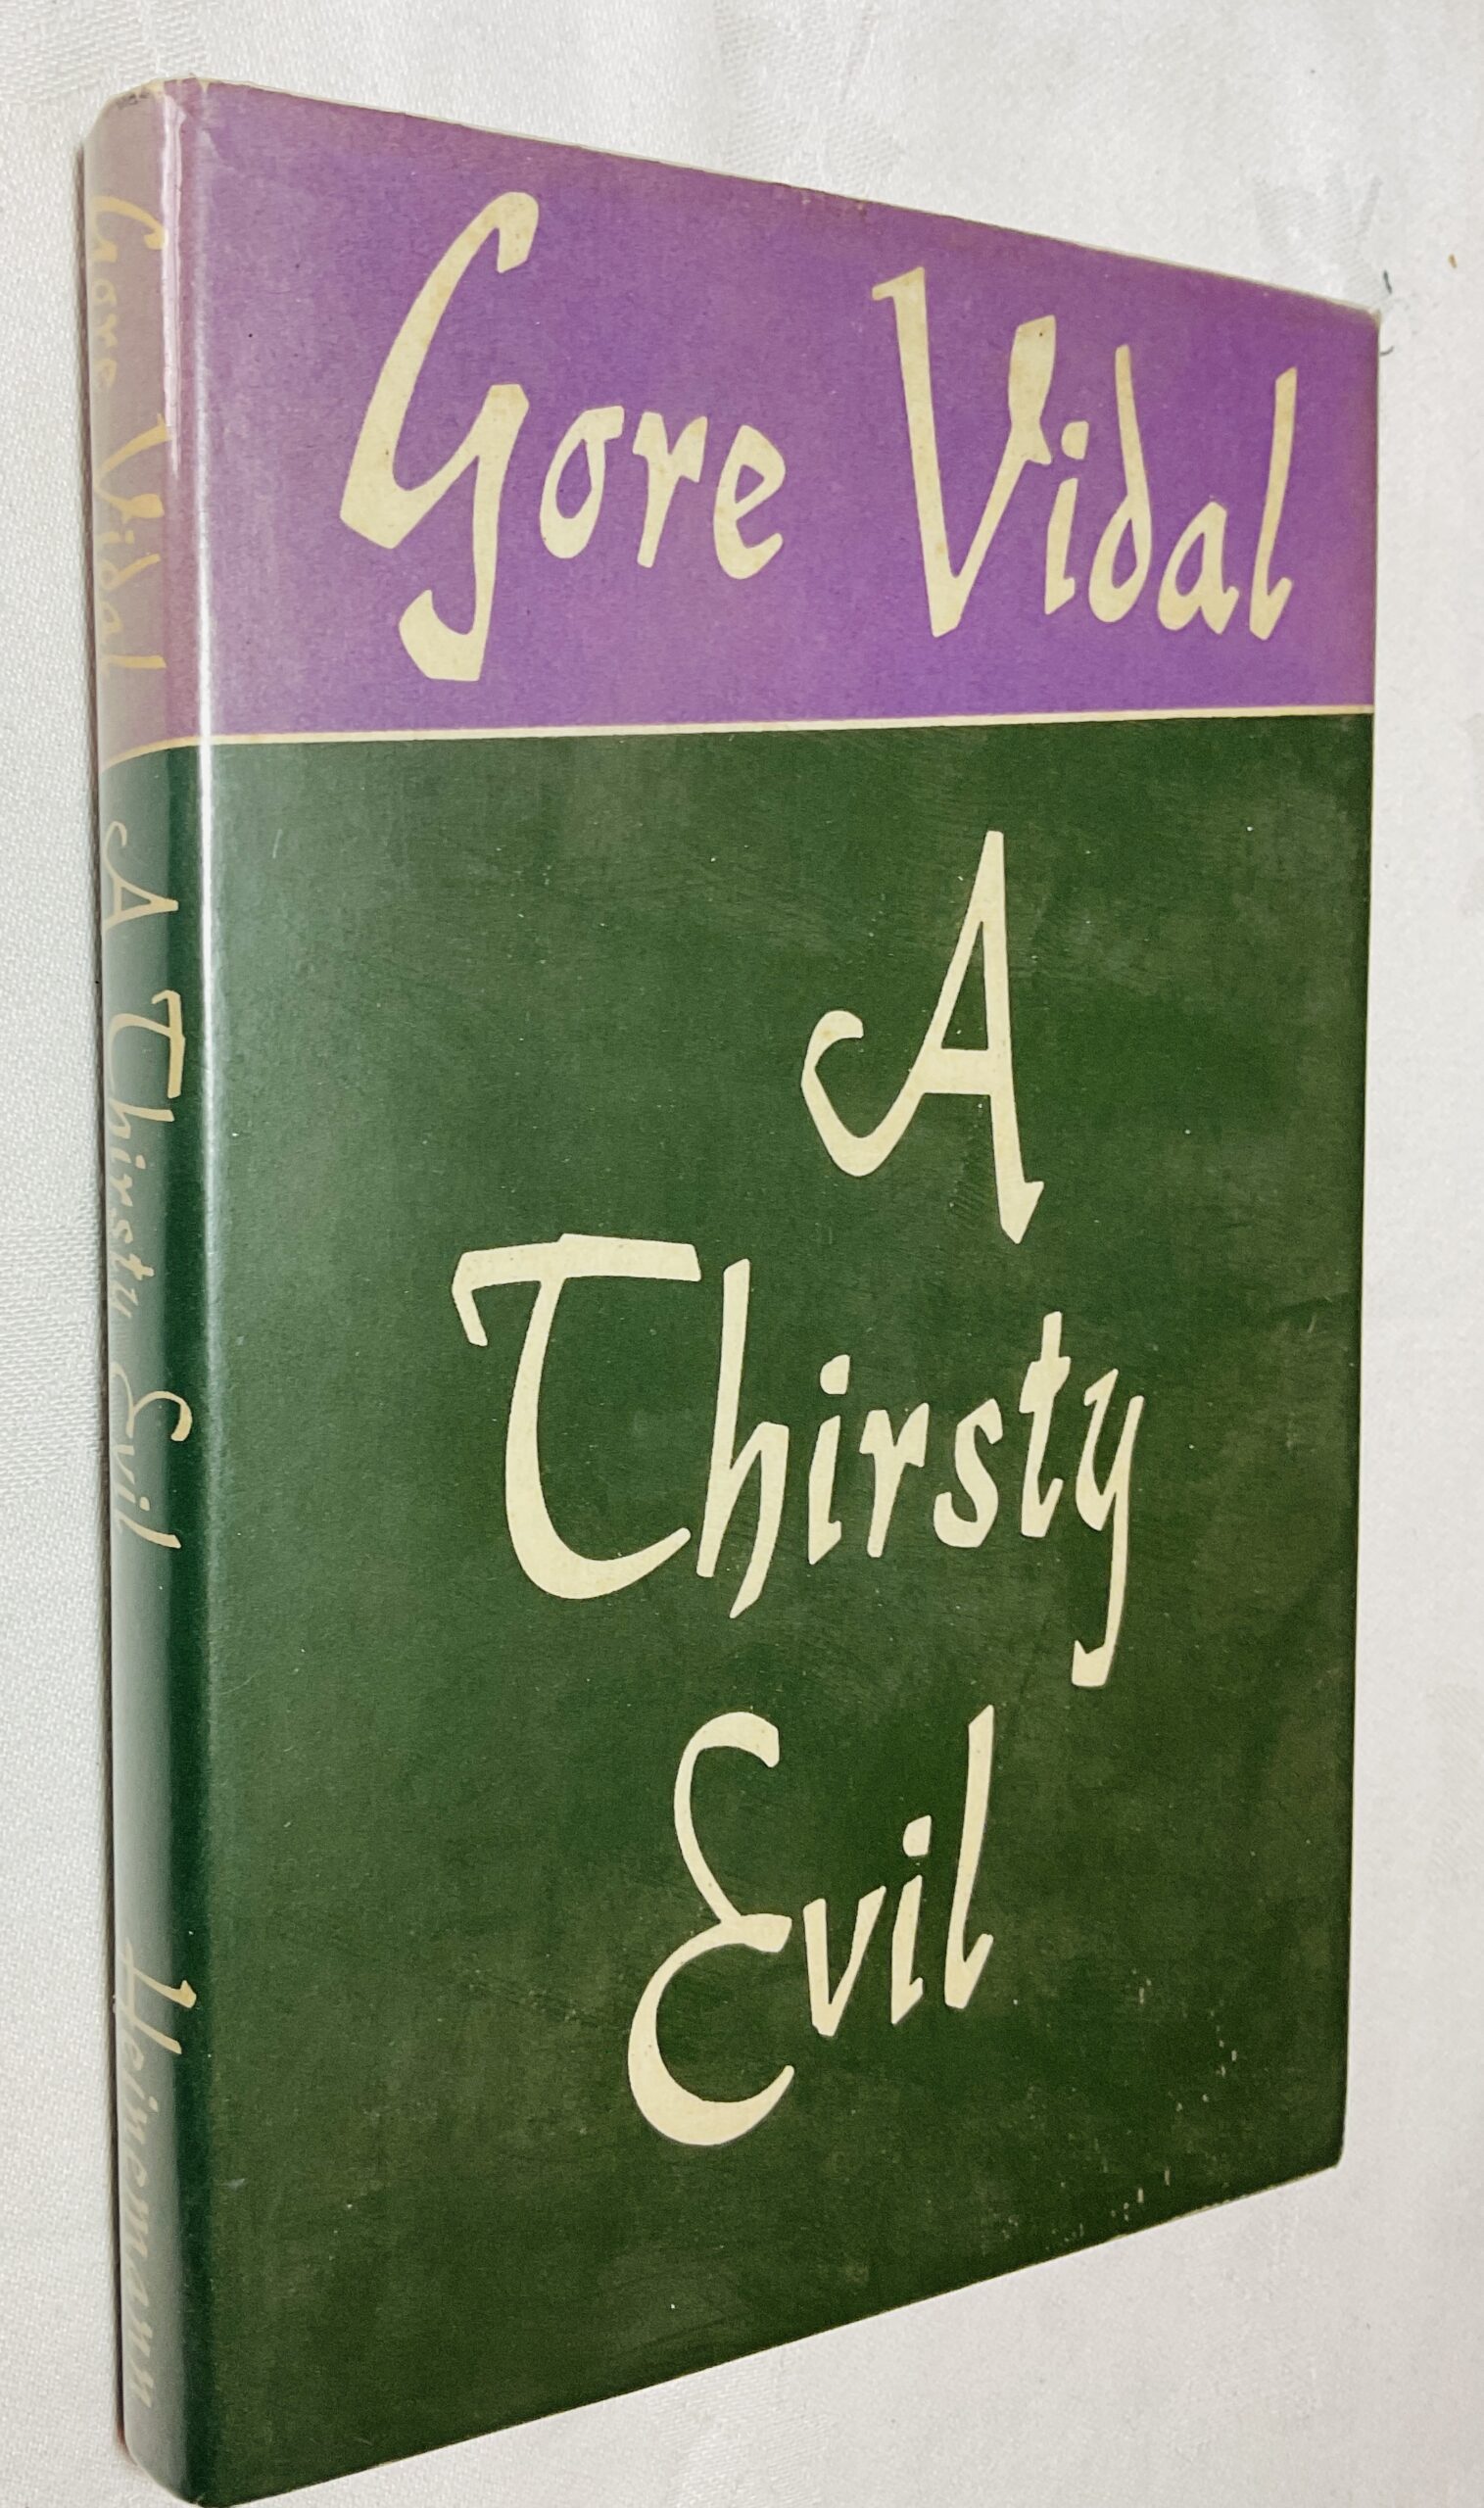 Gore Vidal
A
Thirsty
Evil
Gore Vidal A Thirsty Evil Heinemann